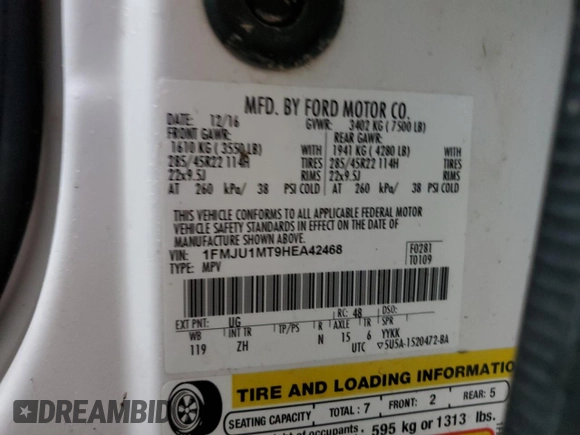 MFD. BY FORD MOTOR CO.
DATE: 12/16 GVWR: 3402 KG ( 7500 LB)
FRONT GAWR: REAR GAWR:
1610 KG ( 3550 LB) WITH 1941 KG ( 4280 LB) WITH
285/45R22 114H TIRES 285/45R22 114H TIRES
22x9.5J RIMS 22x9.5J RIMS
AT 260 kPa/ 38 PSI COLD AT 260 kPa/ 38 PSI COLD
THIS VEHICLE CONFORMS TO ALL APPLICABLE FEDERAL MOTOR
VEHICLE SAFETY STANDARDS IN EFFECT ON THE DATE OF
MANUFACTURE SHOWN ABOVE.
VIN: 1FMJU1MT9HEA42468 F0281
TYPE: MPV T0109
EXT PNT: UG RC: 48 DSO:
WB INT TR TP/PS R AXLE TR SPR
119 ZH N 15 6 YYKK
UTC ▽5U5A-1520472-BA
TIRE AND LOADING INFORMATION
SEATING CAPACITY TOTAL: 7 FRONT: 2 REAR: 5
of occupants. 595 kg or 1313 lbs.
DREAMBID